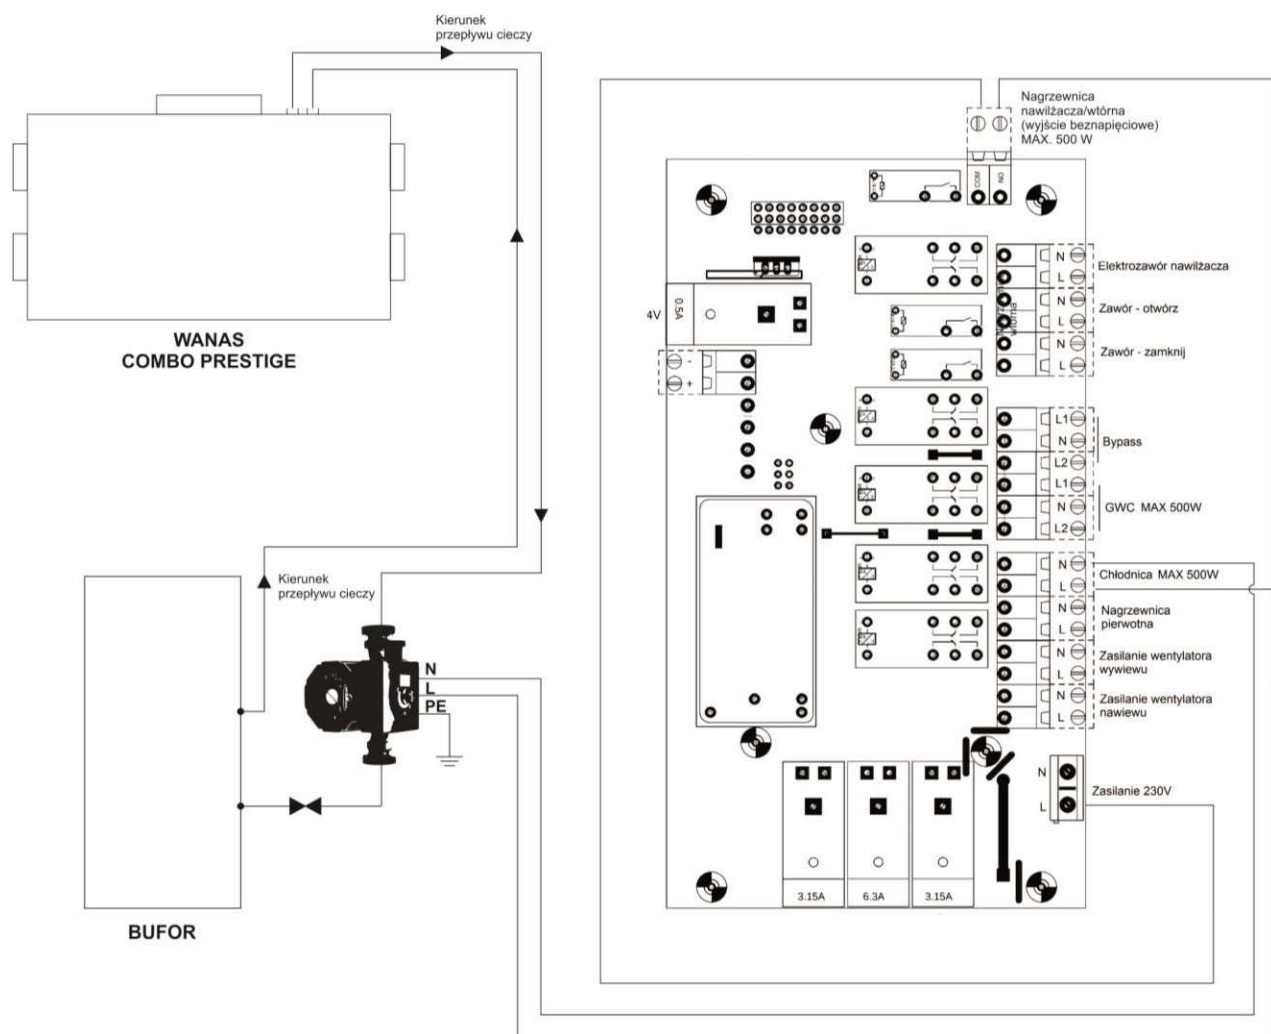 Kierunek
przepływu cieczy
WANAS
COMBO PRESTIGE
Kierunek
przepływu cieczy
N
L
PE
BUFOR
Nagrzewnica
nawilżacza/wtórna
(wyjście beznapięciowe)
MAX. 500 W
COM
NO
N
L
Elektrozawór nawilżacza
N
L
Zawór - otwórz
wtórna
N
L
Zawór - zamknij
4V
0.5A
-
+
L1
N
L2
Bypass
L1
N
L2
GWC MAX 500W
N
L
Chłodnica MAX 500W
N
L
Nagrzewnica
pierwotna
N
L
Zasilanie wentylatora
wywiewu
N
L
Zasilanie wentylatora
nawiewu
N
L
Zasilanie 230V
3.15A
6.3A
3.15A